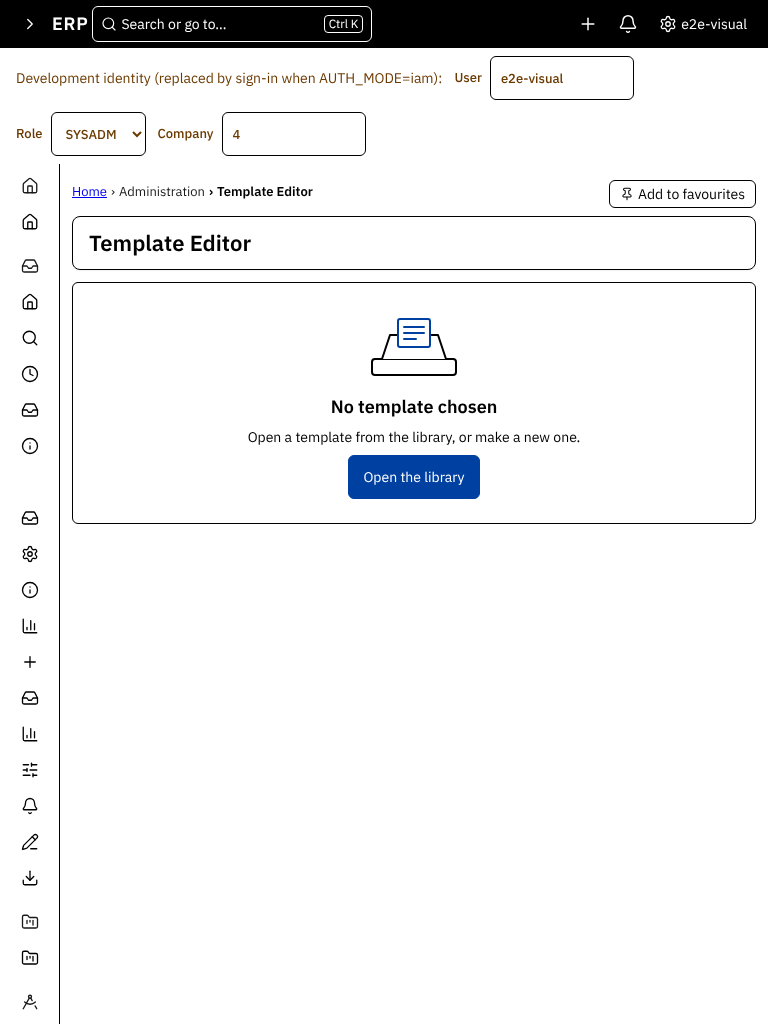 ERP Search or go to... Ctrl K e2e-visual
Development identity (replaced by sign-in when AUTH_MODE=iam): User e2e-visual
Role SYSADM Company 4
Home › Administration › Template Editor
Add to favourites
Template Editor
No template chosen
Open a template from the library, or make a new one.
Open the library